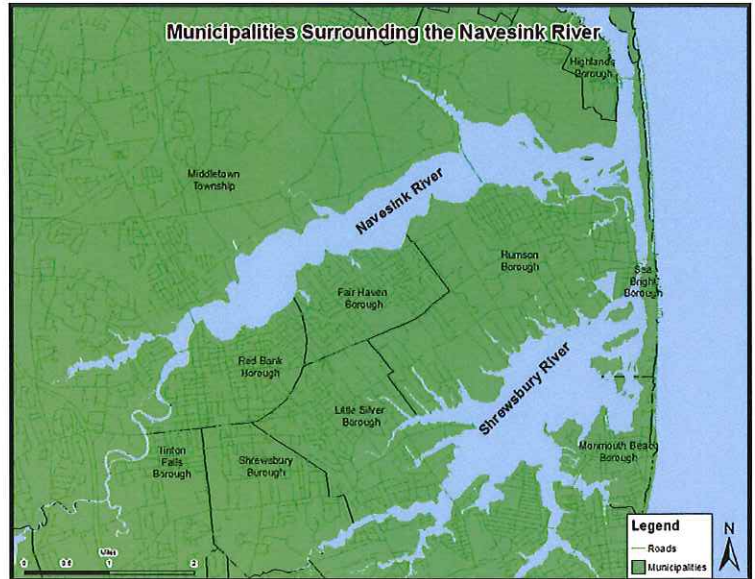 Municipalities Surrounding the Navesink River
Highlands
Borough
Middletown
Township
Navesink River
Rumson
Borough
Sea
Bright
Borough
Fair Haven
Borough
Red Bank
Borough
Shrewsbury River
Little Silver
Borough
Monmouth Beach
Borough
Tinton
Falls
Borough
Shrewsbury
Borough
Legend
Roads
Municipalities
N
Miles
0 0.5 1 2